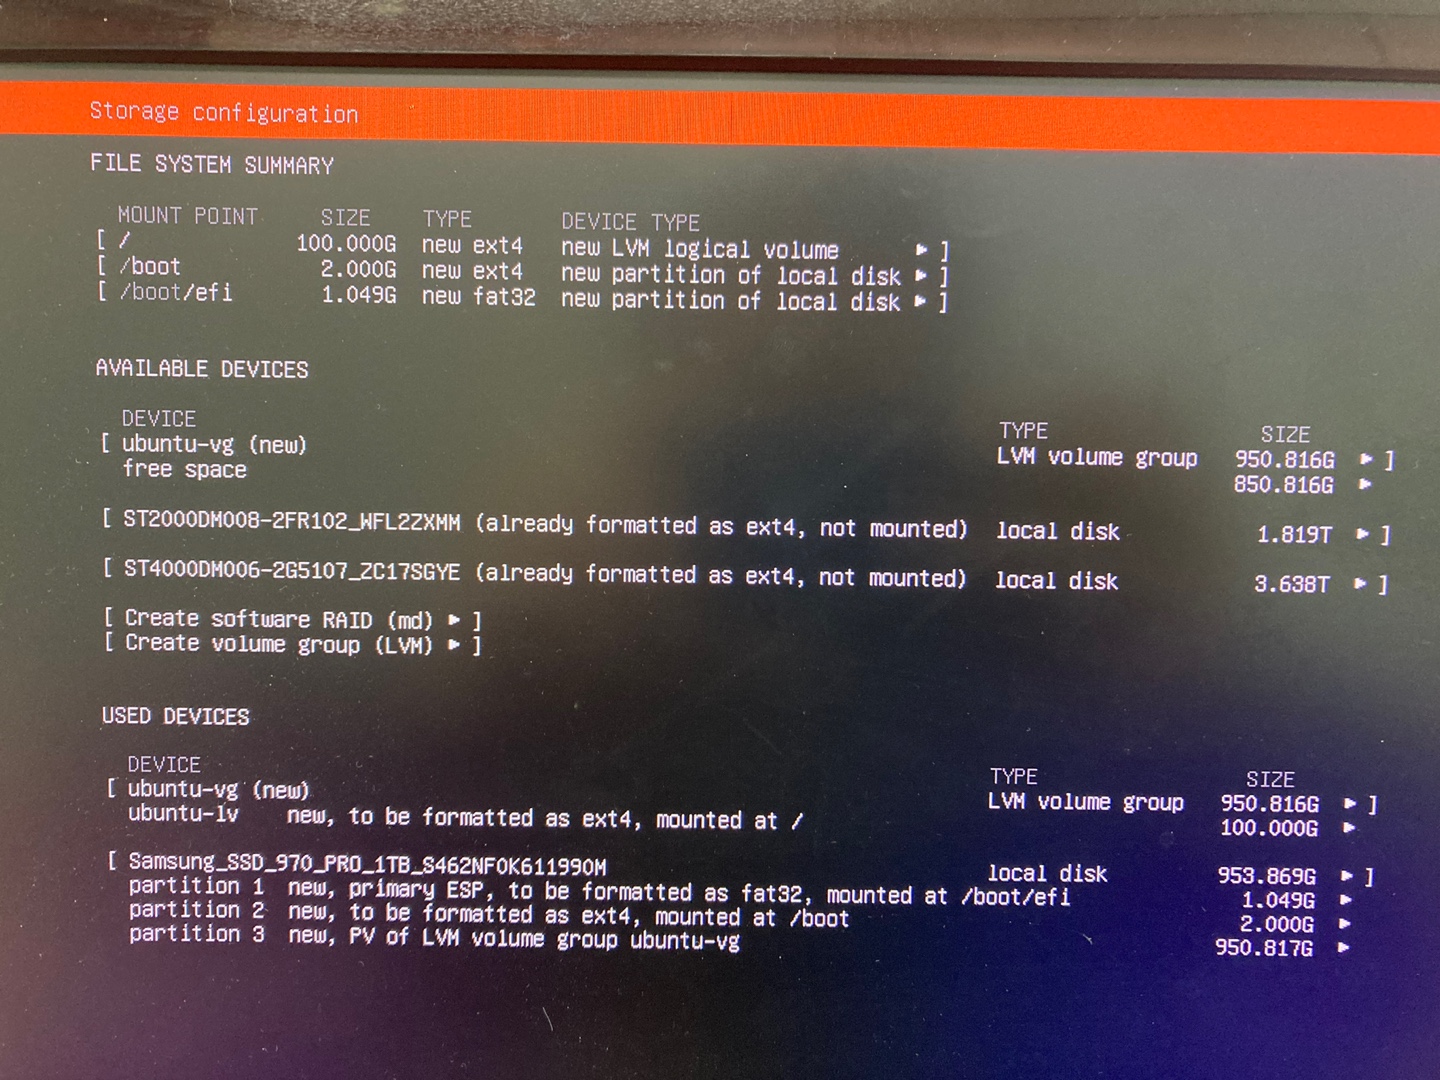 Storage configuration
FILE SYSTEM SUMMARY
MOUNT POINT SIZE TYPE DEVICE TYPE
[ / 100.000G new ext4 new LVM logical volume ▸ ]
[ /boot 2.000G new ext4 new partition of local disk ▸ ]
[ /boot/efi 1.049G new fat32 new partition of local disk ▸ ]
AVAILABLE DEVICES
DEVICE TYPE SIZE
[ ubuntu-vg (new) LVM volume group 950.816G ▸ ]
free space 850.816G ▸
[ ST2000DM008-2FR102_WFL2ZXMM (already formatted as ext4, not mounted) local disk 1.819T ▸ ]
[ ST4000DM006-2G5107_ZC17SGYE (already formatted as ext4, not mounted) local disk 3.638T ▸ ]
[ Create software RAID (md) ▸ ]
[ Create volume group (LVM) ▸ ]
USED DEVICES
DEVICE TYPE SIZE
[ ubuntu-vg (new) LVM volume group 950.816G ▸ ]
ubuntu-lv new, to be formatted as ext4, mounted at / 100.000G ▸
[ Samsung_SSD_970_PRO_1TB_S462NF0K611990M local disk 953.869G ▸ ]
partition 1 new, primary ESP, to be formatted as fat32, mounted at /boot/efi 1.049G ▸
partition 2 new, to be formatted as ext4, mounted at /boot 2.000G ▸
partition 3 new, PV of LVM volume group ubuntu-vg 950.817G ▸